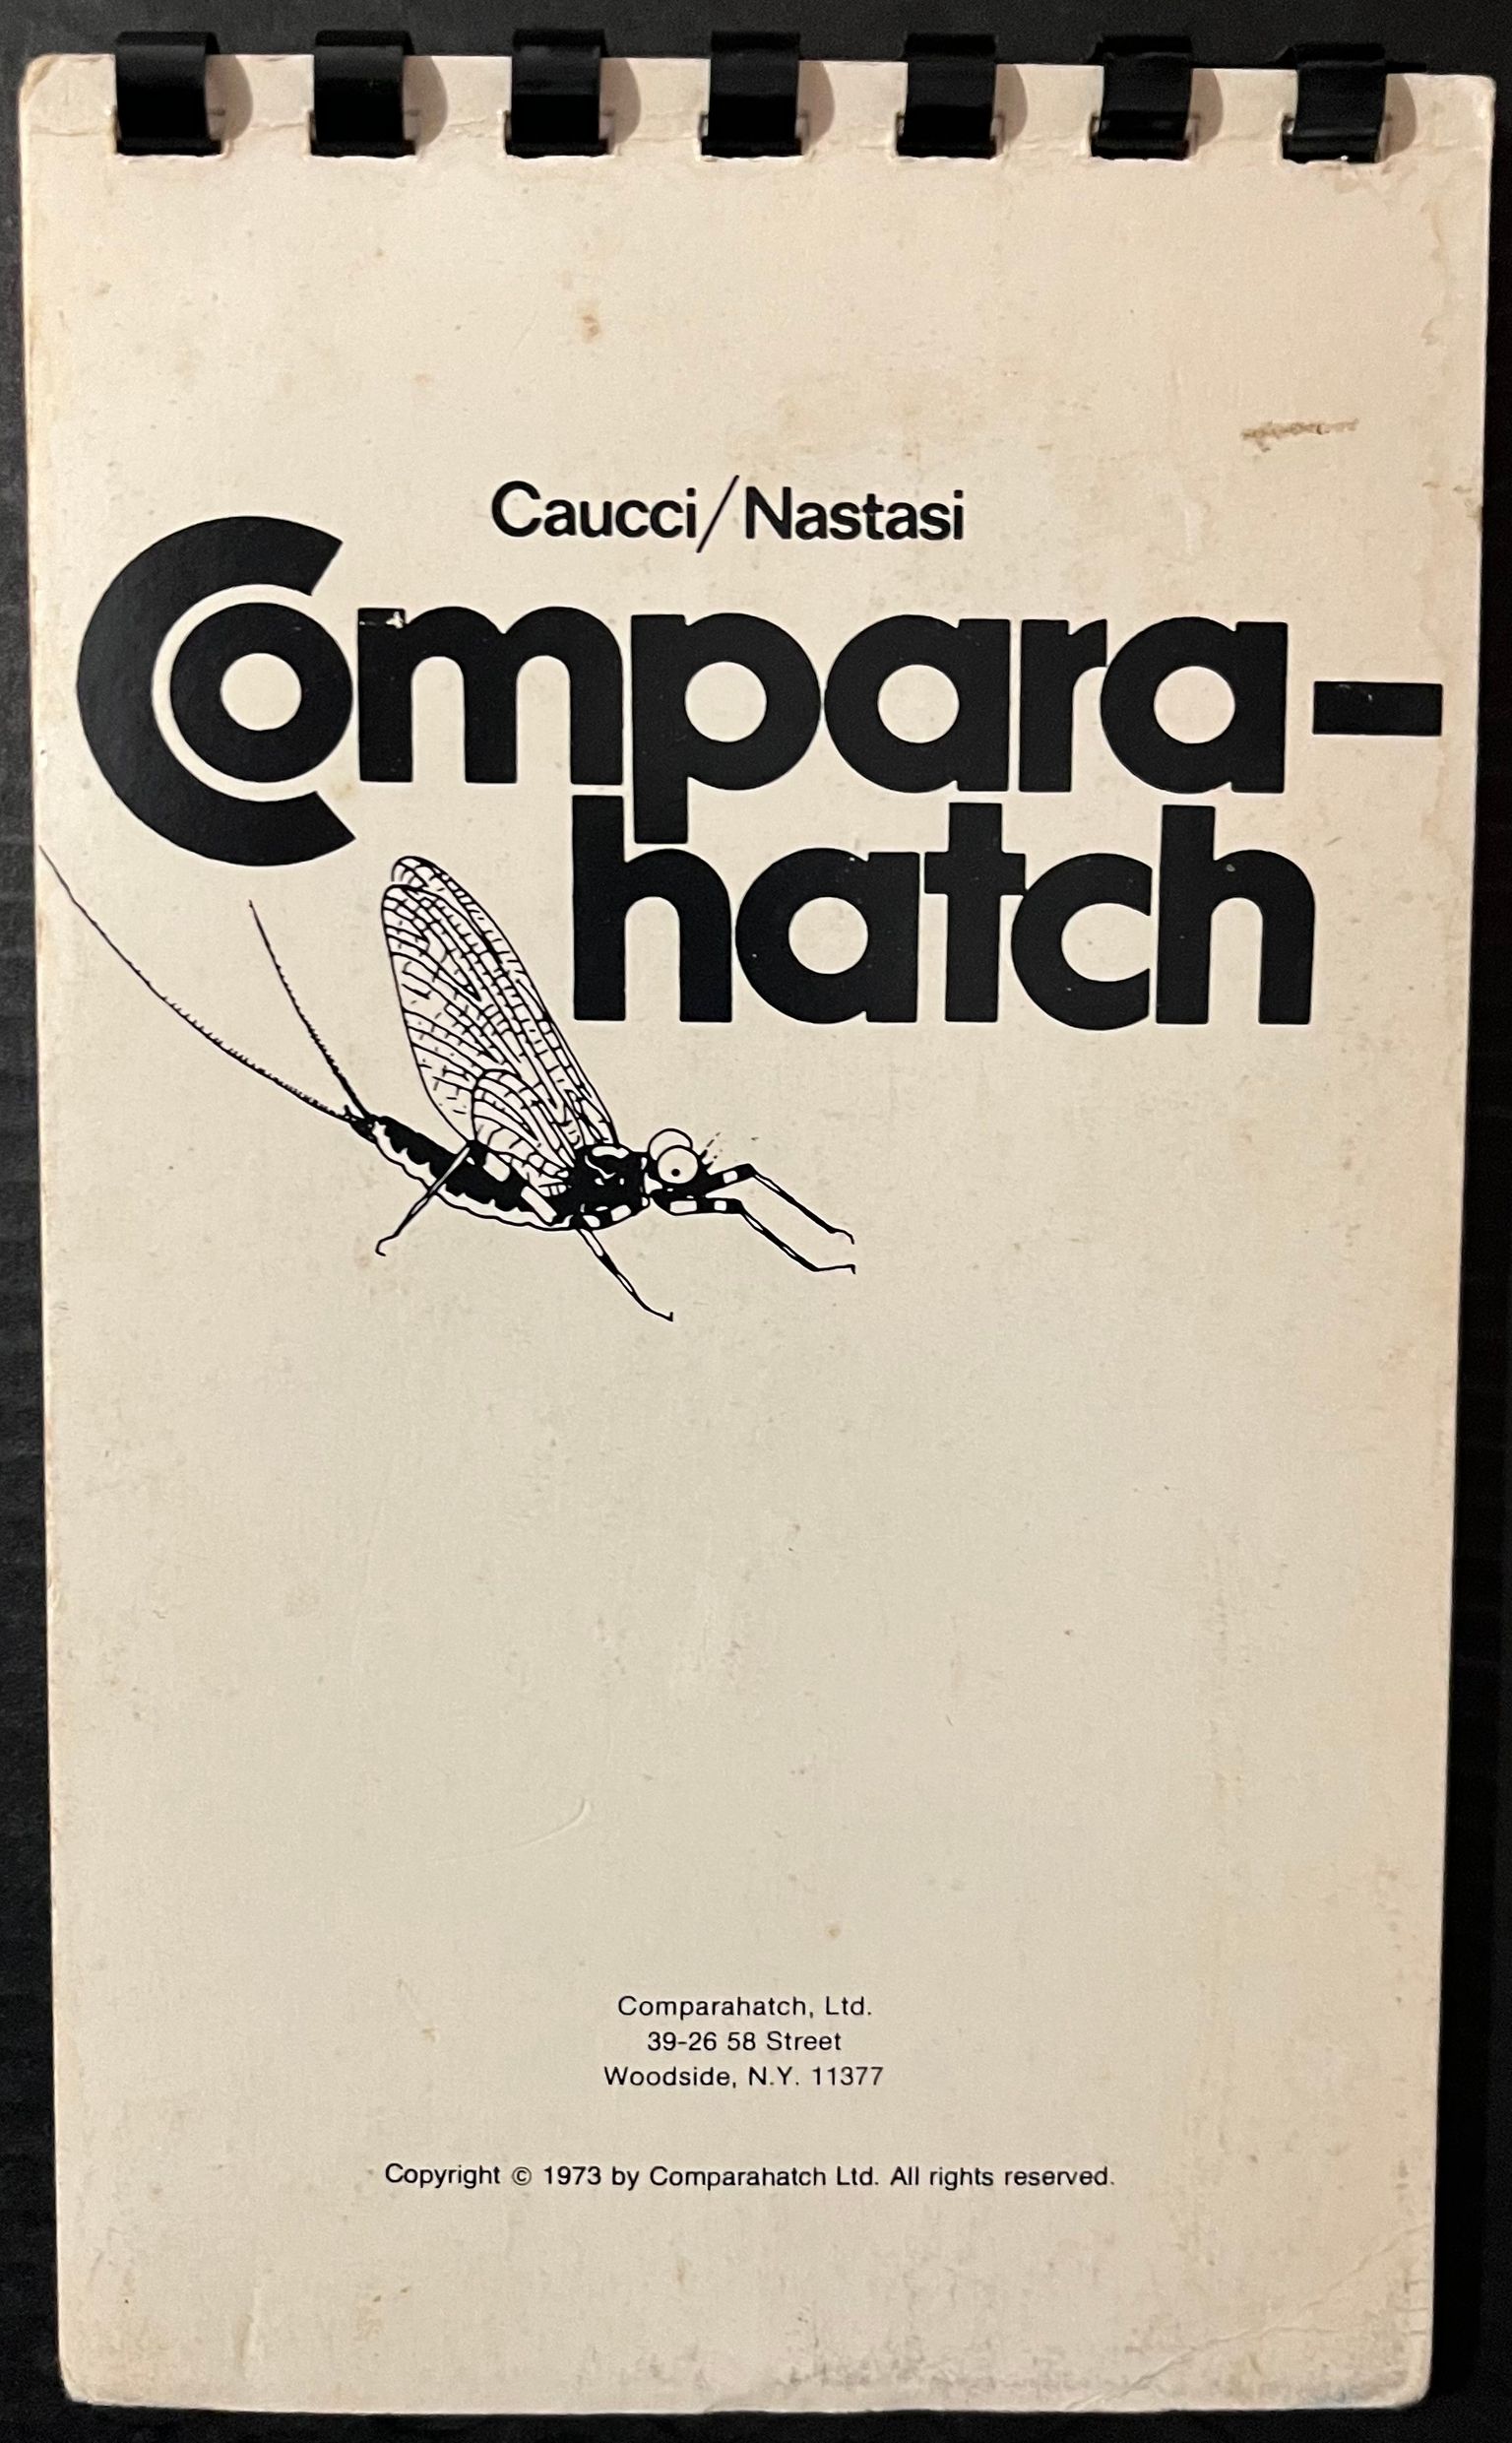 Caucci/Nastasi
Compara-
hatch
Comparahatch, Ltd.
39-26 58 Street
Woodside, N.Y. 11377
Copyright © 1973 by Comparahatch Ltd. All rights reserved.